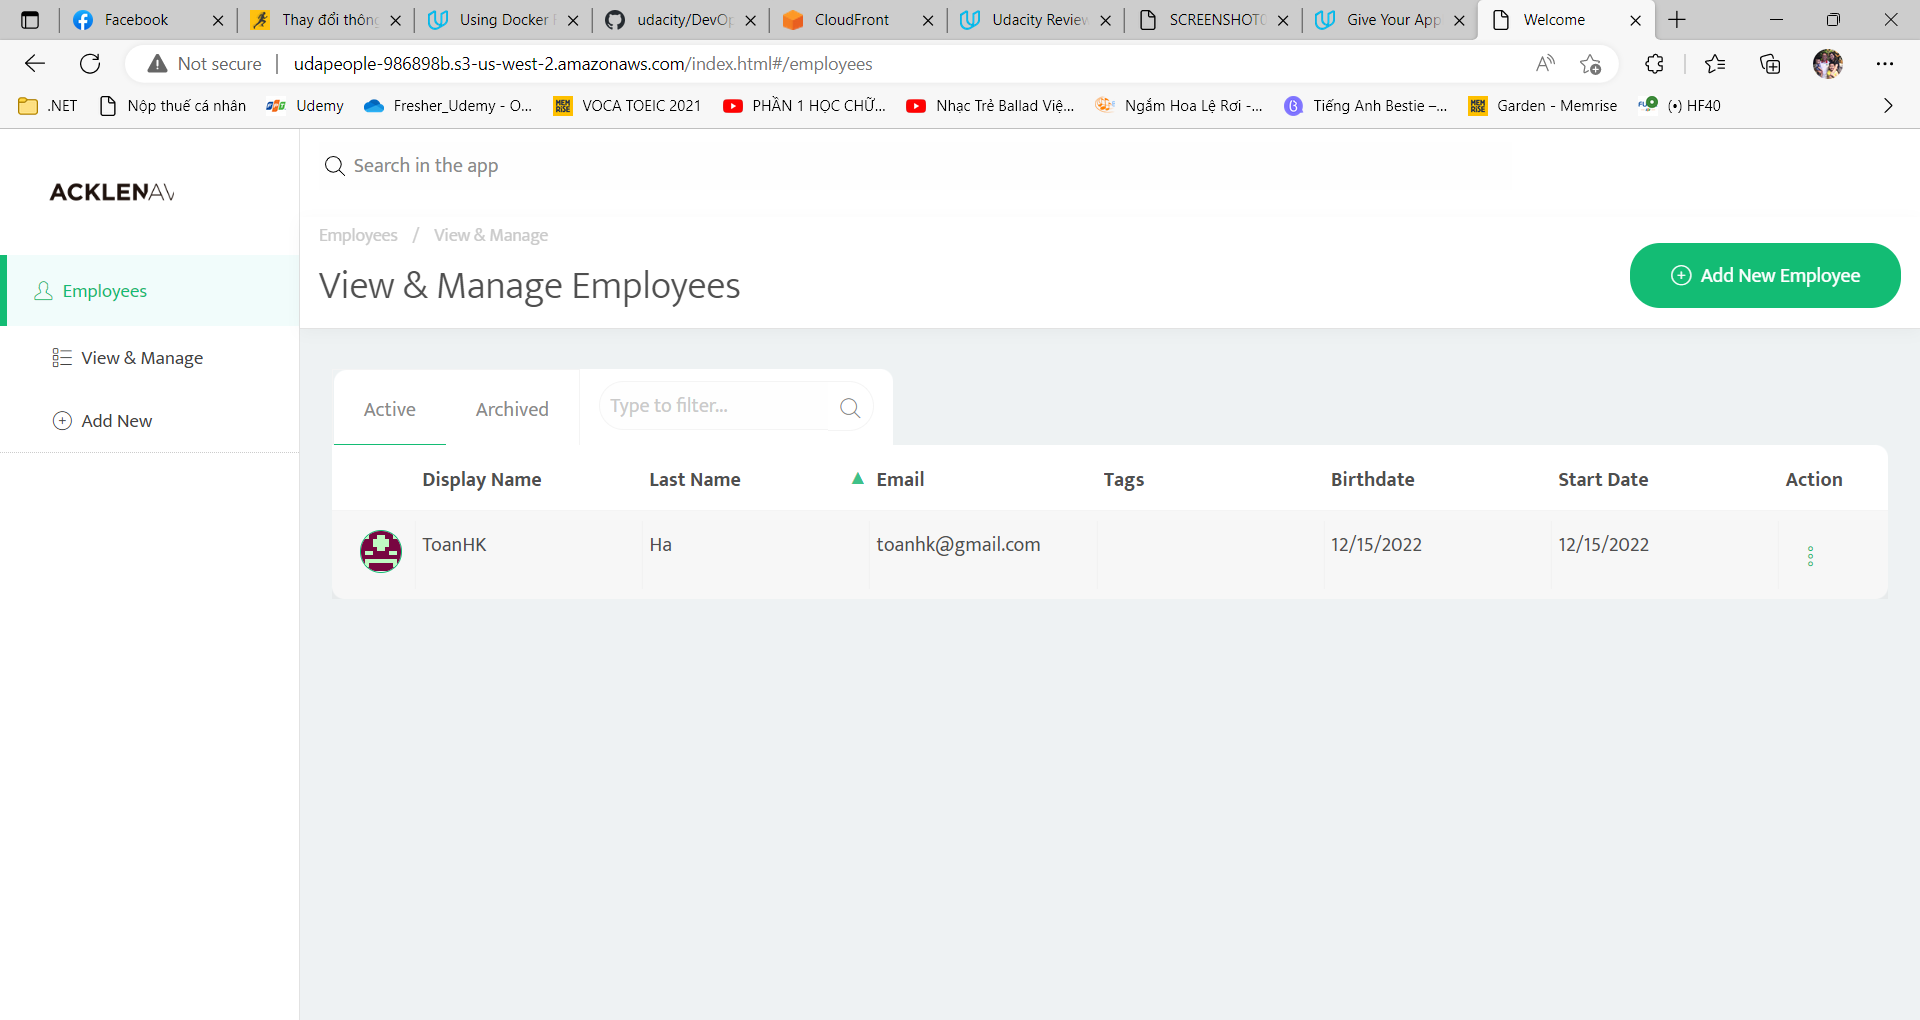 Facebook
Thay đổi thông
Using Docker
udacity/DevOp
CloudFront
Udacity Review
SCREENSHOT0
Give Your App
Welcome
Not secure
udapeople-986898b.s3-us-west-2.amazonaws.com/index.html#/employees
.NET
Nộp thuế cá nhân
Udemy
Fresher_Udemy - O...
VOCA TOEIC 2021
PHẦN 1 HỌC CHỮ...
Nhạc Trẻ Ballad Việ...
Ngắm Hoa Lệ Rơi -...
Tiếng Anh Bestie –...
Garden - Memrise
(•) HF40
ACKLENAV
Search in the app
Employees / View & Manage
View & Manage Employees
Add New Employee
Employees
View & Manage
Add New
Active
Archived
Type to filter...
Display Name Last Name Email Tags Birthdate Start Date Action
ToanHK Ha toanhk@gmail.com 12/15/2022 12/15/2022